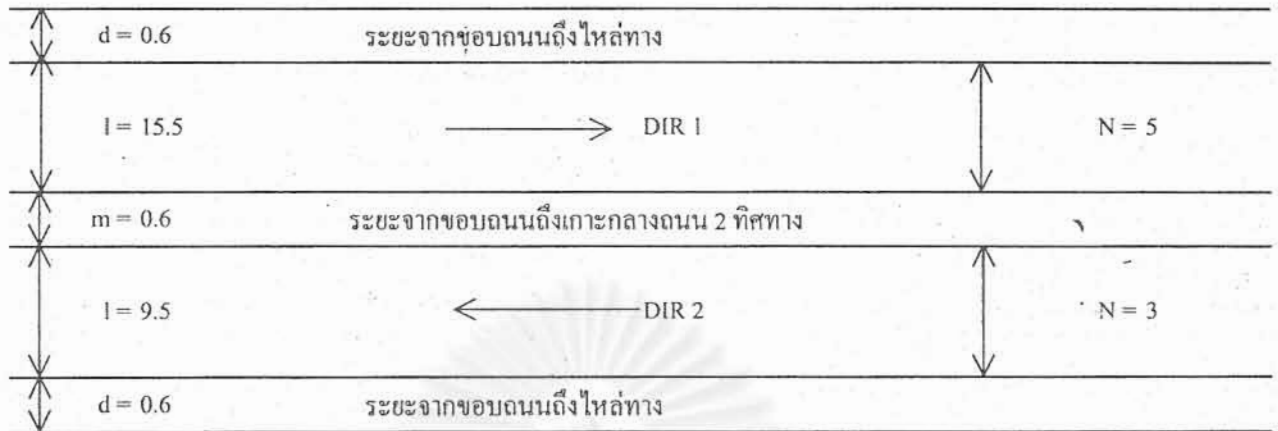 d = 0.6 ระยะจากขอบถนนถึงไหล่ทาง
l = 15.5 DIR 1 N = 5
m = 0.6 ระยะจากขอบถนนถึงเกาะกลางถนน 2 ทิศทาง
l = 9.5 DIR 2 N = 3
d = 0.6 ระยะจากขอบถนนถึงไหล่ทาง